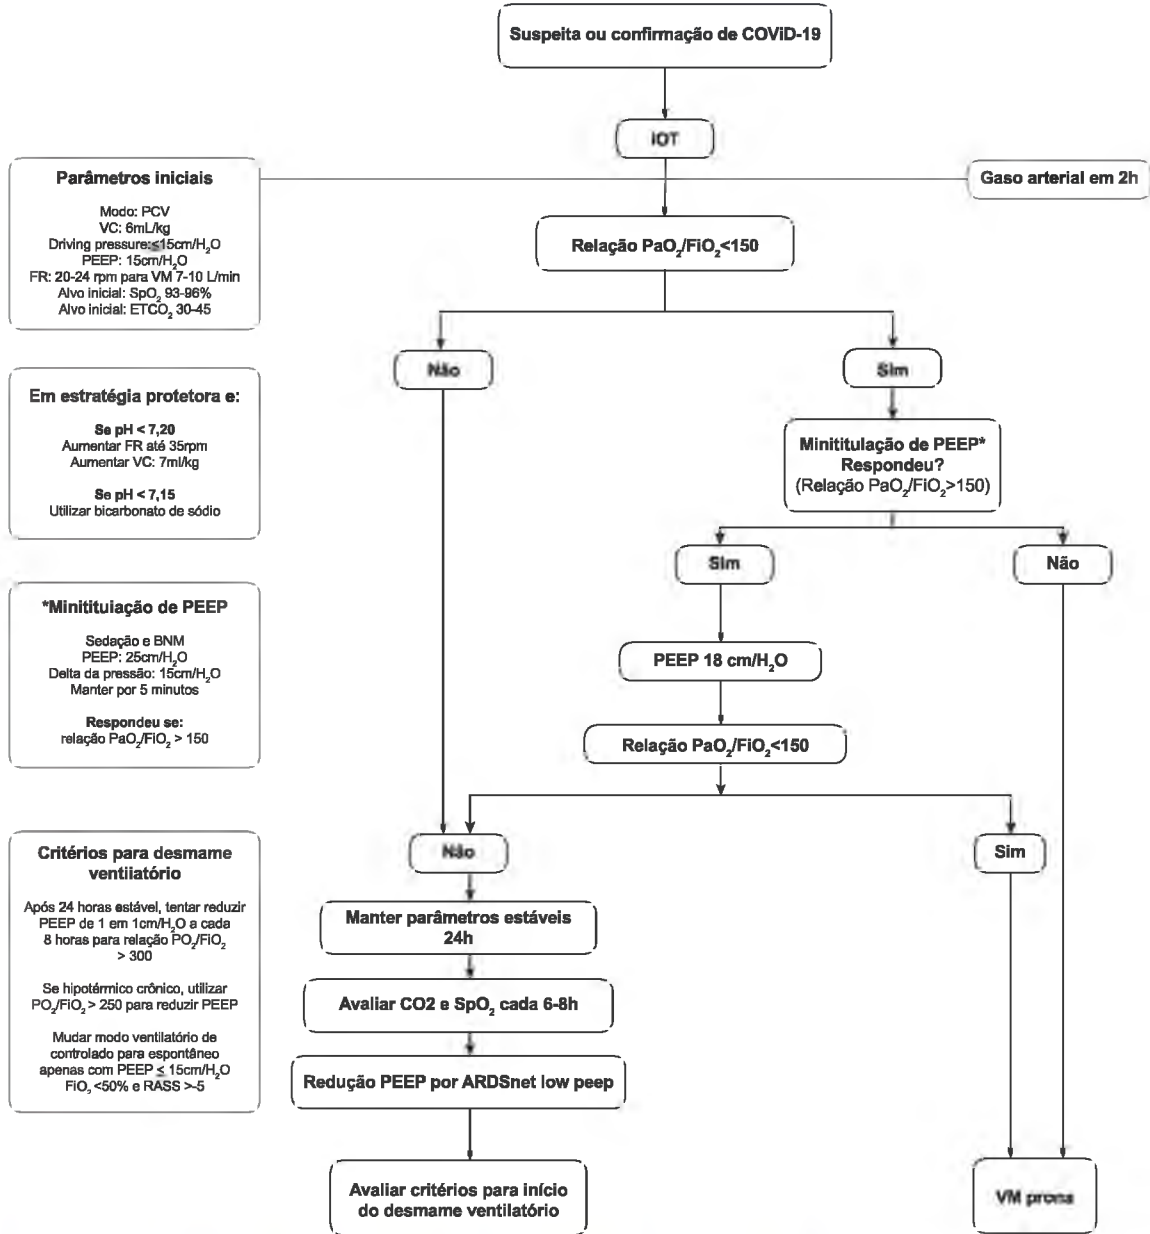 Suspeita ou confirmação de COViD-19
iOT
Parâmetros iniciais
Modo: PCV
VC: 6mL/kg
Driving pressure:≤15cm/H₂O
PEEP: 15cm/H₂O
FR: 20-24 rpm para VM 7-10 L/min
Alvo inicial: SpO₂ 93-96%
Alvo inicial: ETCO₂ 30-45
Gaso arterial em 2h
Relação PaO₂/FiO₂<150
Não
Sim
Em estratégia protetora e:
Se pH < 7,20
Aumentar FR até 35rpm
Aumentar VC: 7ml/kg
Se pH < 7,15
Utilizar bicarbonato de sódio
Minititulação de PEEP*
Respondeu?
(Relação PaO₂/FiO₂>150)
Sim
Não
*Minitituiação de PEEP
Sedação e BNM
PEEP: 25cm/H₂O
Delta da pressão: 15cm/H₂O
Manter por 5 minutos
Respondeu se:
relação PaO₂/FiO₂ > 150
PEEP 18 cm/H₂O
Relação PaO₂/FiO₂<150
Não
Sim
Critérios para desmame
ventiiatório
Após 24 horas estável, tentar reduzir
PEEP de 1 em 1cm/H₂O a cada
8 horas para relação PO₂/FiO₂
> 300
Se hipotérmico crônico, utilizar
PO₂/FiO₂ > 250 para reduzir PEEP
Mudar modo ventilatório de
controlado para espontâneo
apenas com PEEP ≤ 15cm/H₂O
FiO₂ <50% e RASS >-5
Manter parâmetros estáveis
24h
Avaliar CO2 e SpO₂ cada 6-8h
Redução PEEP por ARDSnet low peep
Avaliar critérios para início
do desmame ventilatório
VM prona